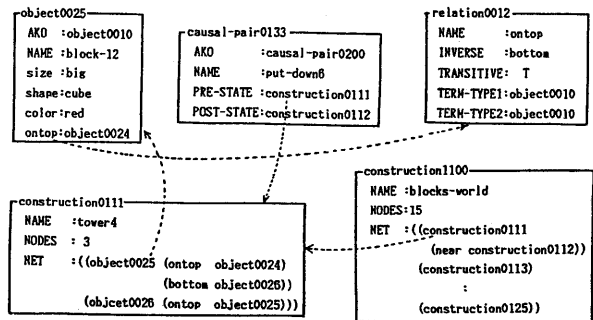 object0025
AKO :object0010
NAME :block-12
size :big
shape:cube
color:red
ontop:object0024
causal-pair0133
AKO :causal-pair0200
NAME :put-down6
PRE-STATE :construction0111
POST-STATE:construction0112
relation0012
NAME :ontop
INVERSE :bottom
TRANSITIVE: T
TERM-TYPE1:object0010
TERM-TYPE2:object0010
construction0111
NAME :tower4
NODES : 3
NET :((object0025 (ontop object0024)
(bottom object0026))
(objcet0026 (ontop object0025)))
construction1100
NAME :blocks-world
NODES:15
NET :((construction0111
(near construction0112))
(construction0113)
:
(construction0125))